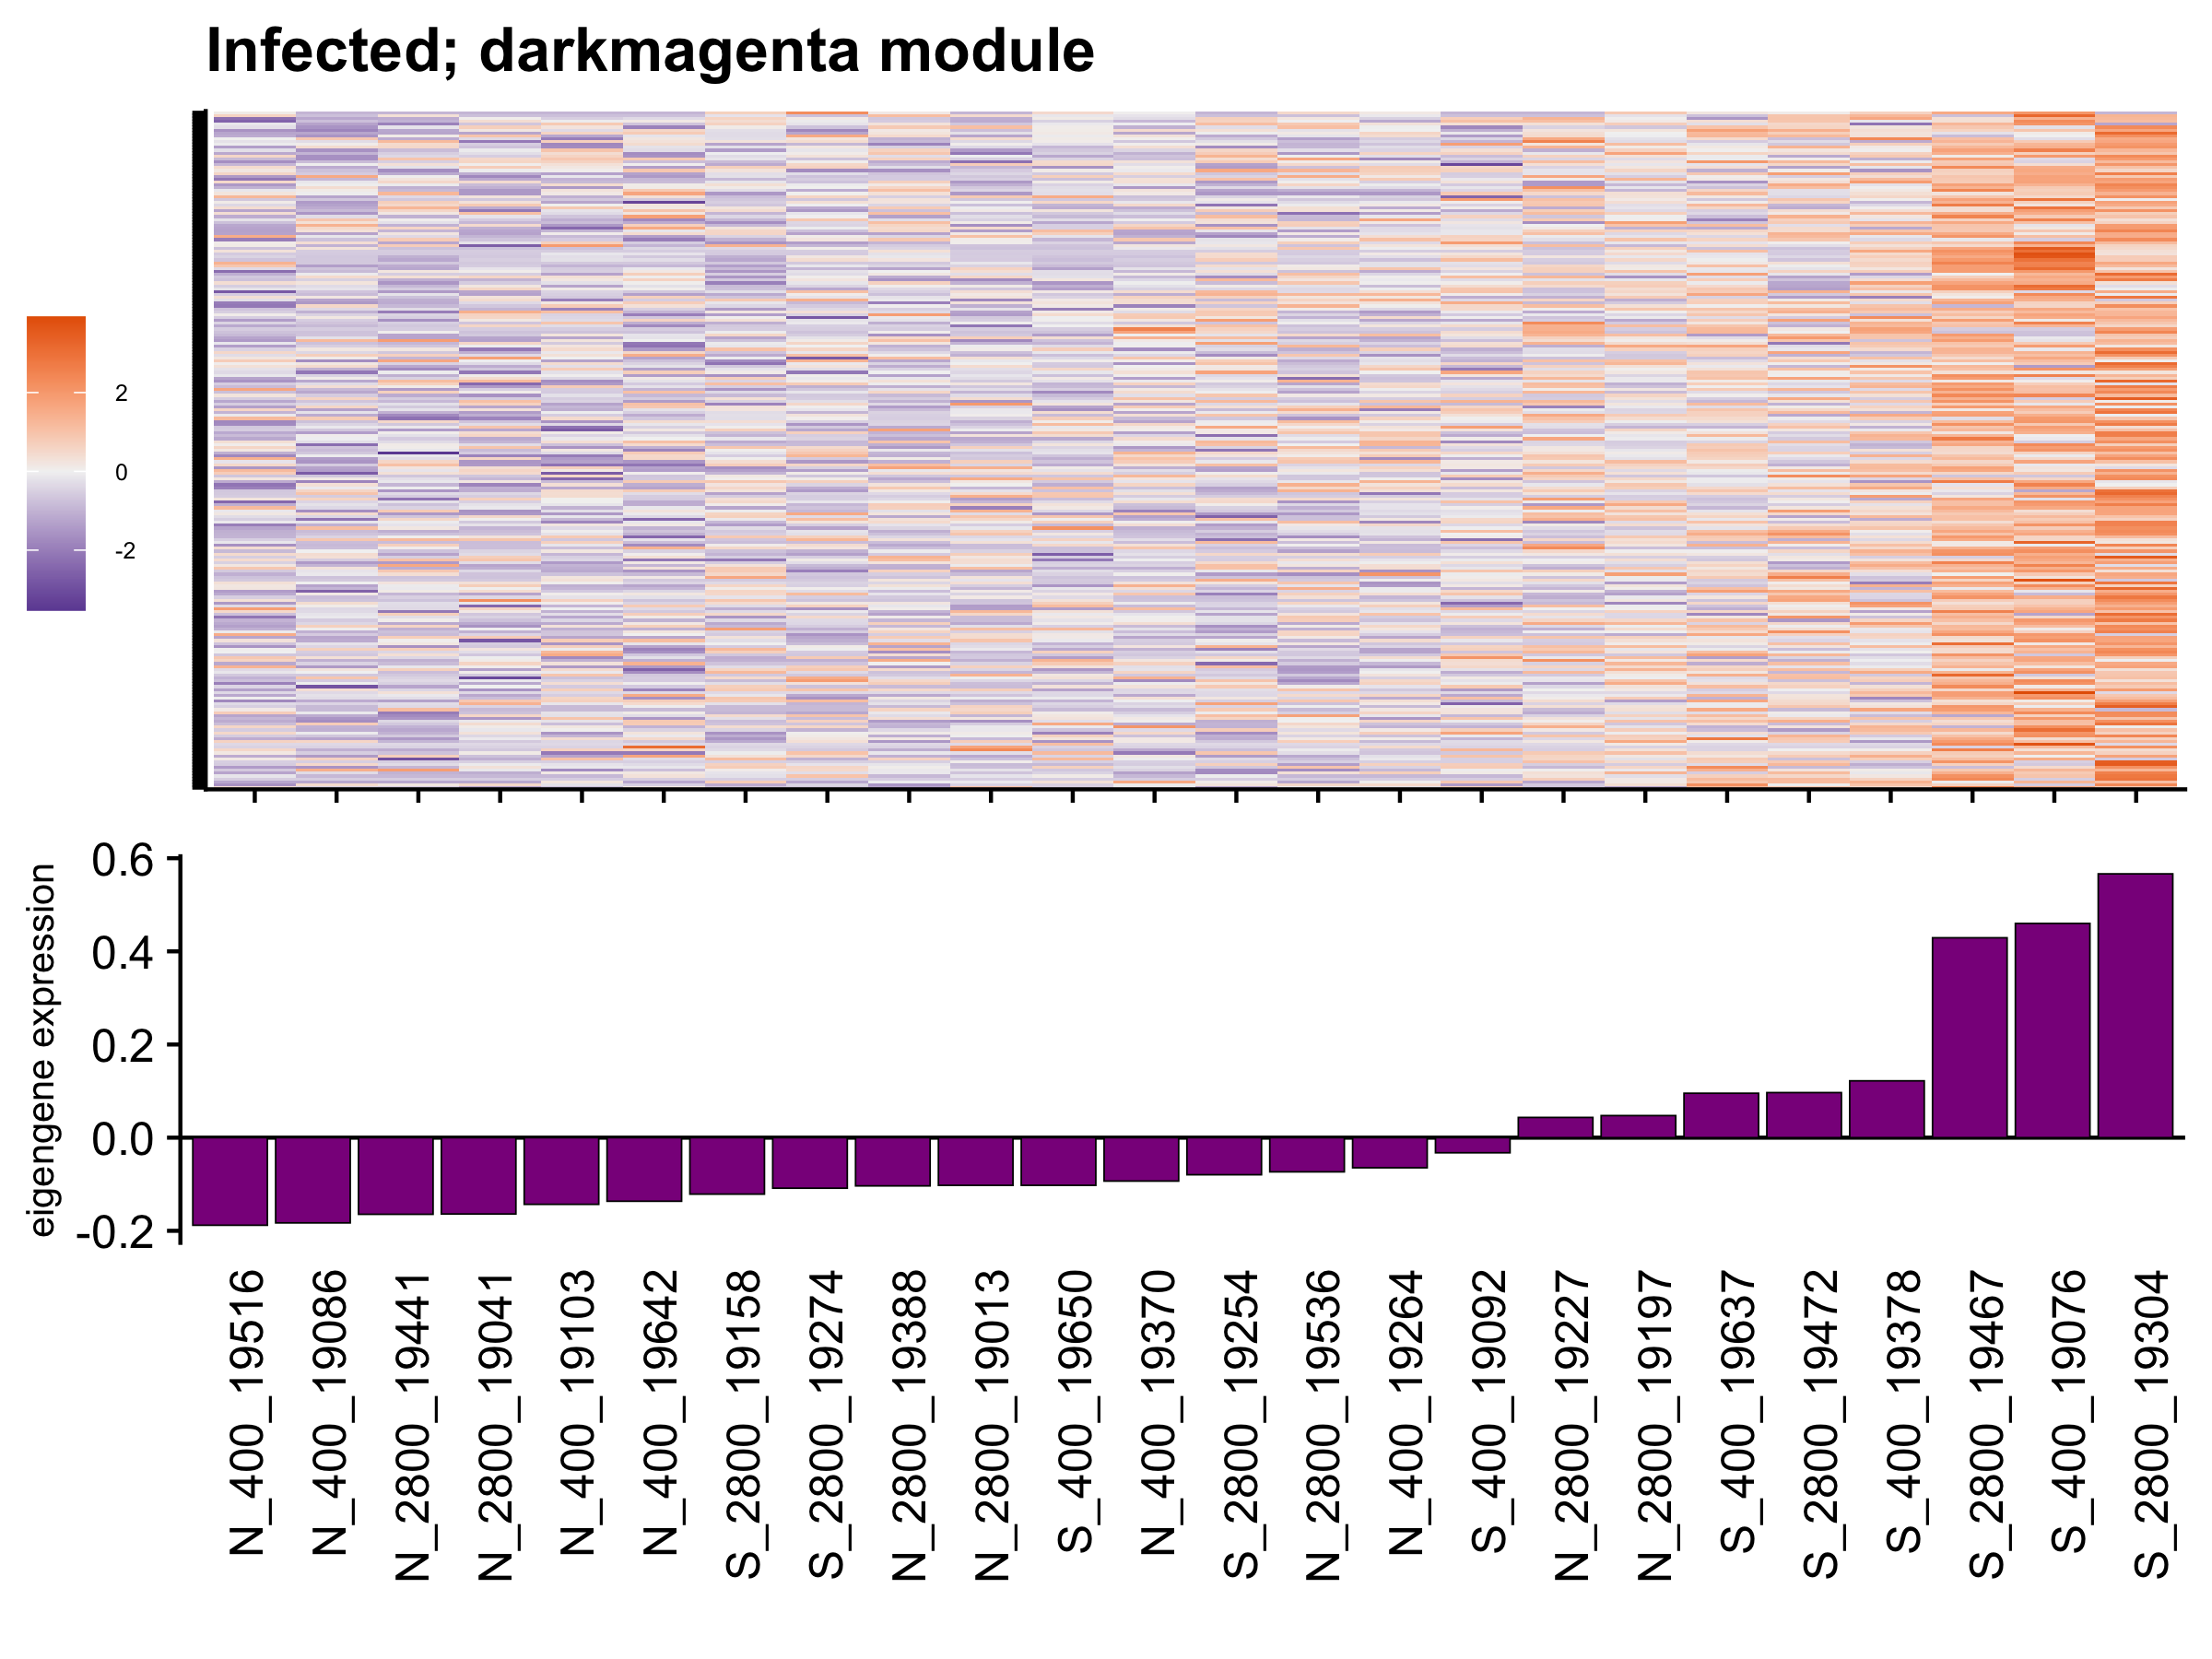 Infected; darkmagenta module
2
0
-2
eigengene expression
0.6
0.4
0.2
0.0
-0.2
N_400_19516
N_400_19086
N_2800_19441
N_2800_19041
N_400_19103
N_400_19642
S_2800_19158
S_2800_19274
N_2800_19388
N_2800_19013
S_400_19650
N_400_19370
S_2800_19254
N_2800_19536
N_400_19264
S_400_19092
N_2800_19227
N_2800_19197
S_400_19637
S_2800_19472
S_400_19378
S_2800_19467
S_400_19076
S_2800_19304